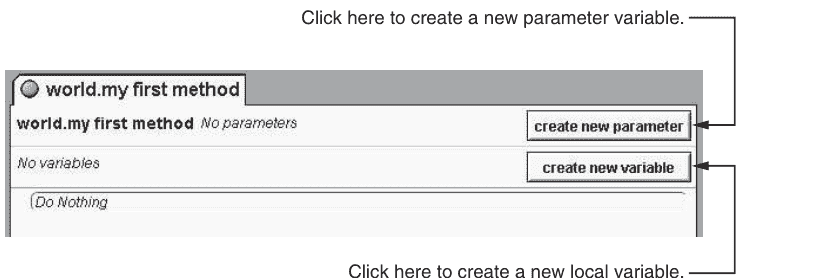 Click here to create a new parameter variable.
world.my first method
world.my first method No parameters
create new parameter
No variables
create new variable
Do Nothing
Click here to create a new local variable.